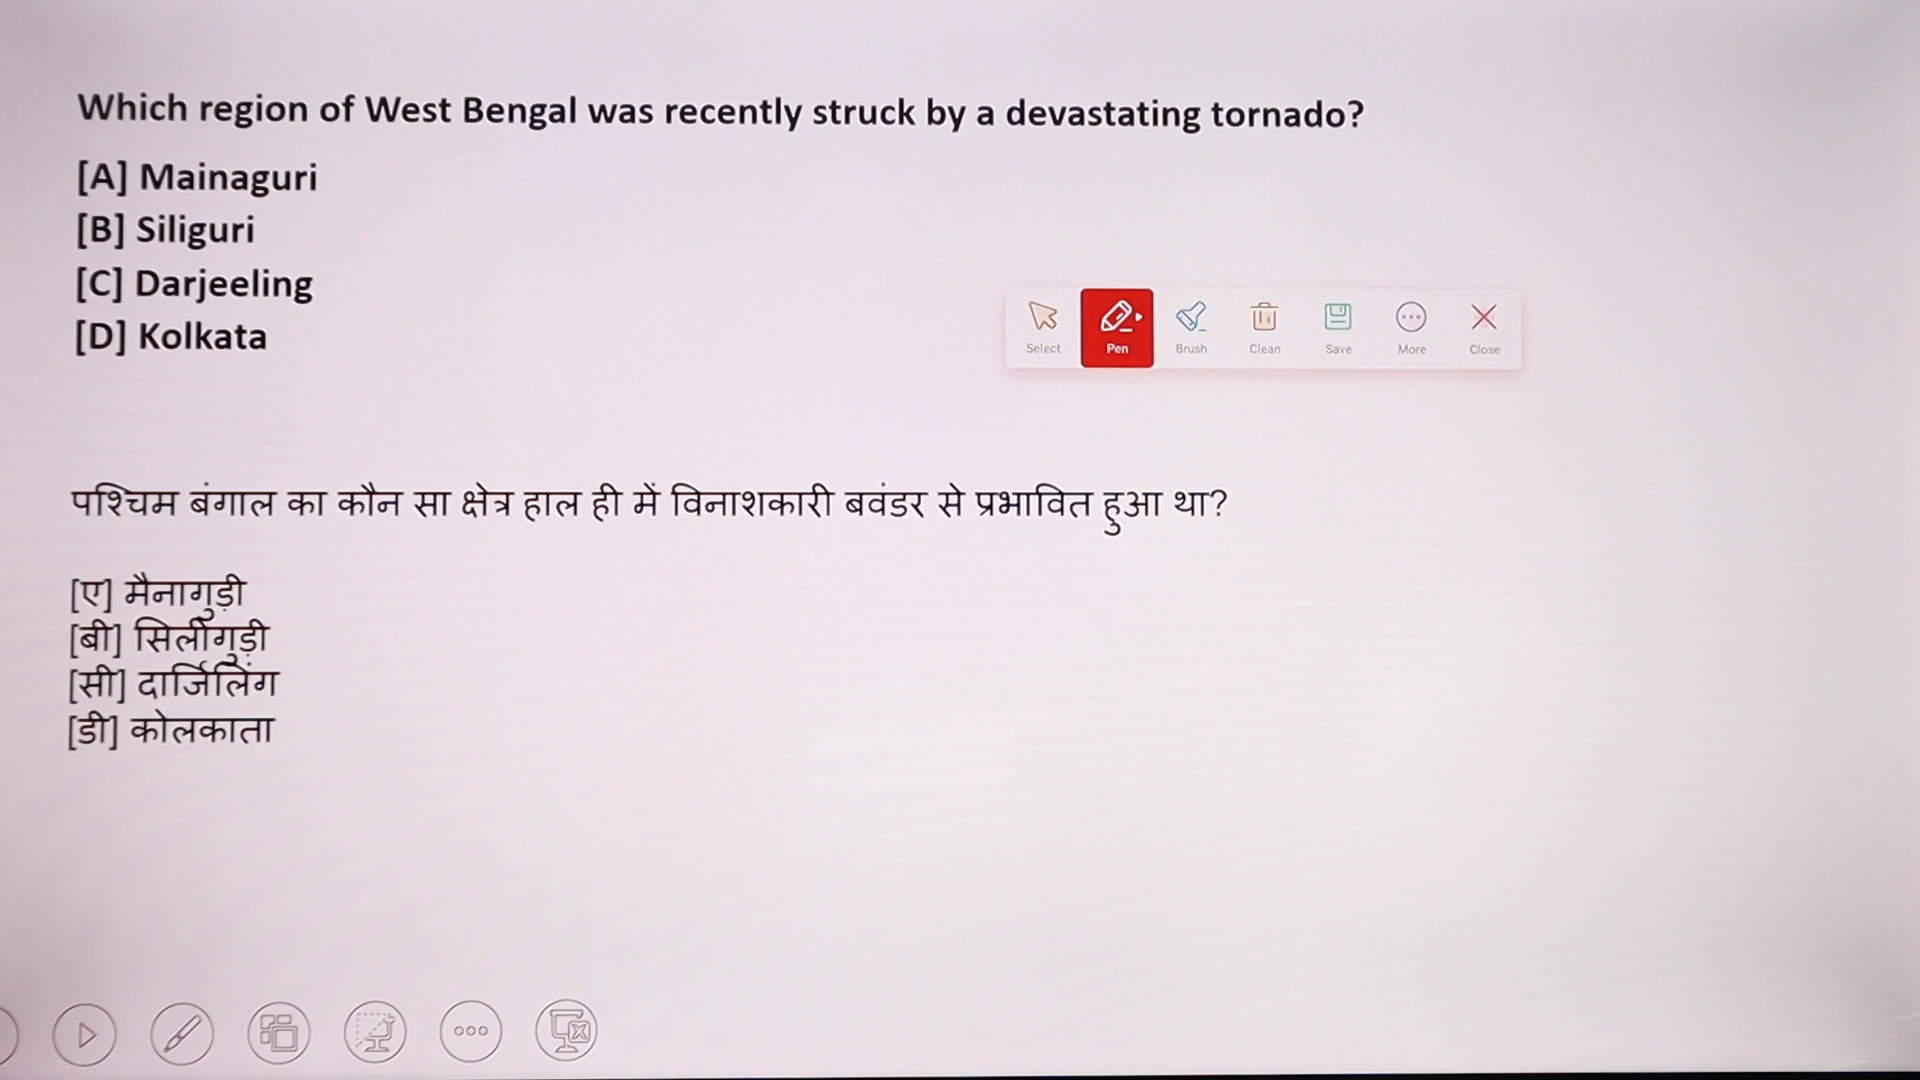 Which region of West Bengal was recently struck by a devastating tornado?
[A] Mainaguri
[B] Siliguri
[C] Darjeeling
[D] Kolkata
Select Pen Brush Clean Save More Close
पश्चिम बंगाल का कौन सा क्षेत्र हाल ही में विनाशकारी बवंडर से प्रभावित हुआ था?
[ए] मैनागुड़ी
[बी] सिलीगुड़ी
[सी] दार्जिलिंग
[डी] कोलकाता